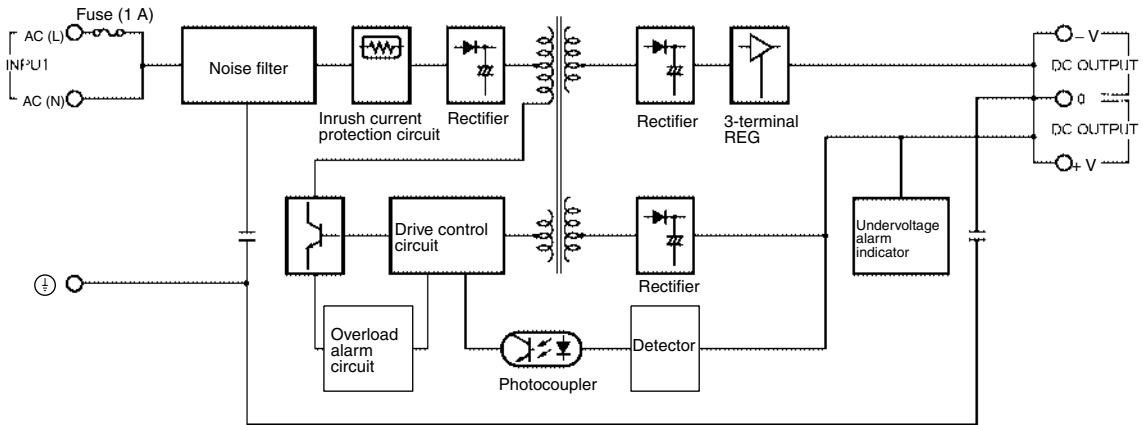 Fuse (1 A)
AC (L)
INPU1
AC (N)
Noise filter
Inrush current
protection circuit
Rectifier
Rectifier
3-terminal
REG
– V
DC OUTPUT
0
DC OUTPUT
+ V
Drive control
circuit
Rectifier
Undervoltage
alarm
indicator
Overload
alarm
circuit
Photocoupler
Detector